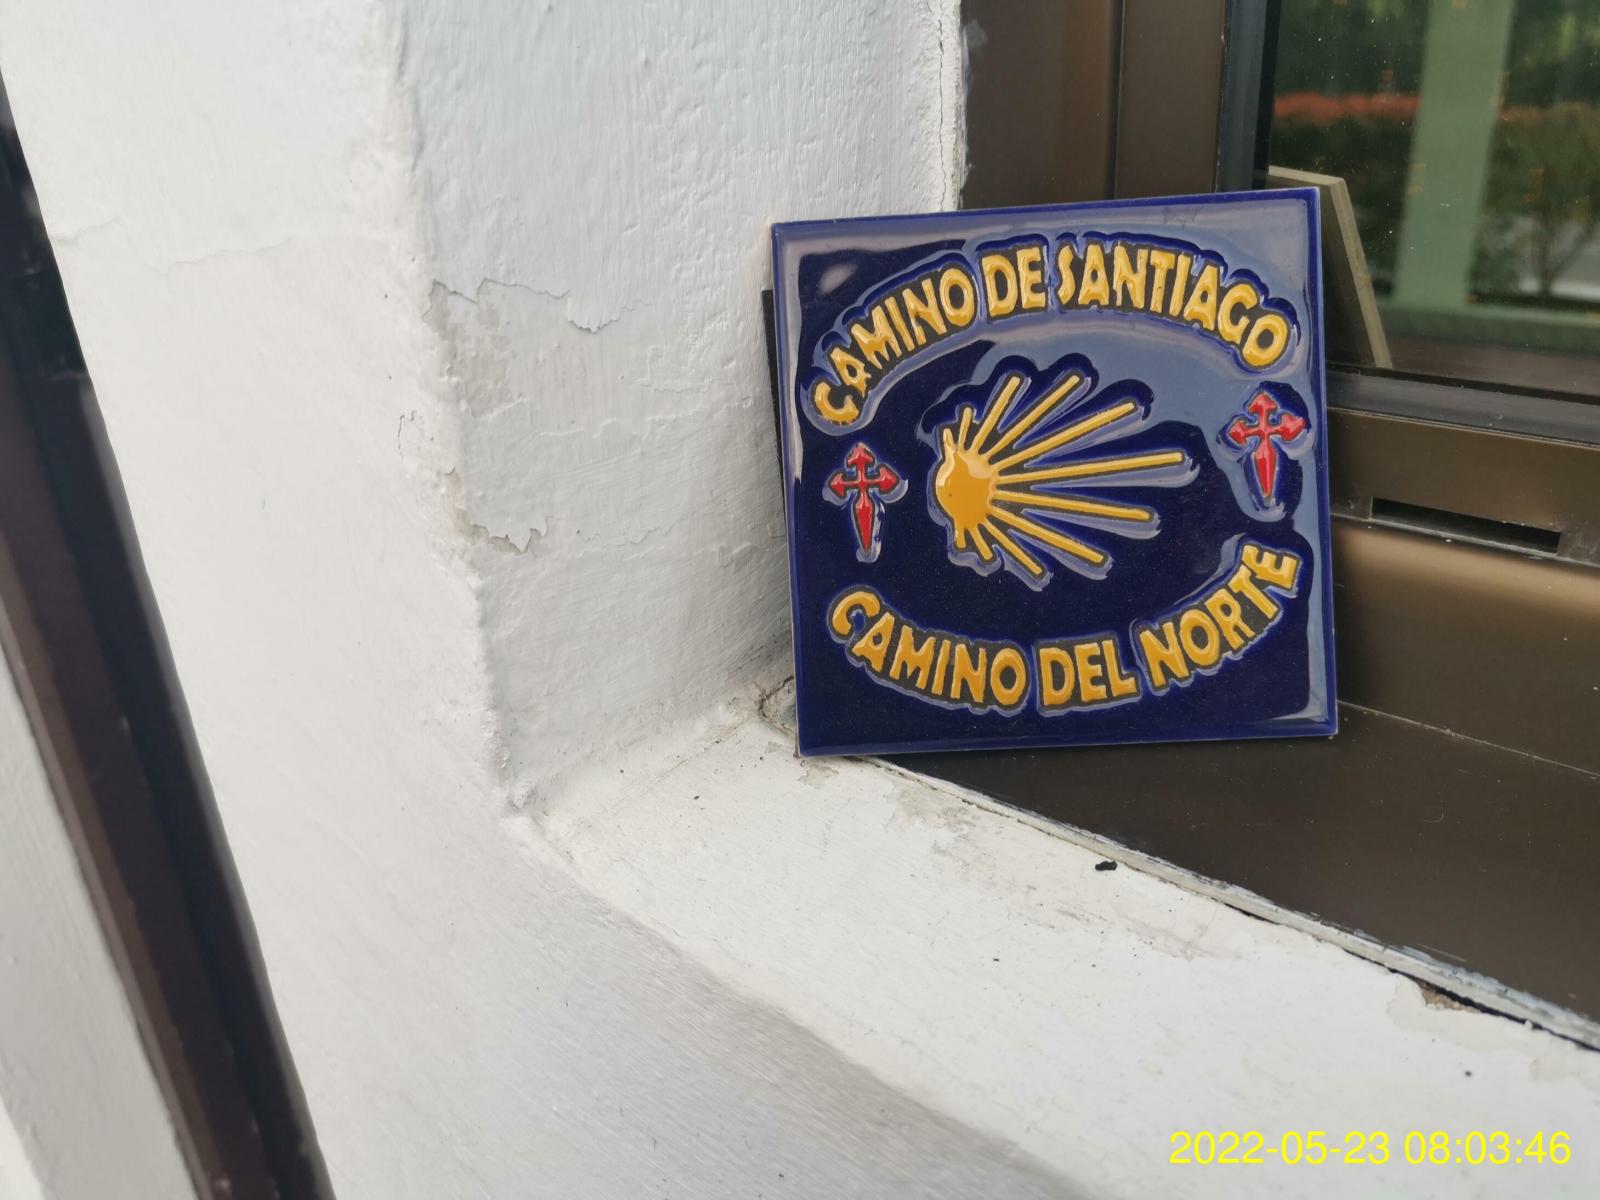 CAMINO DE SANTIAGO
CAMINO DEL NORTE
2022-05-23 08:03:46